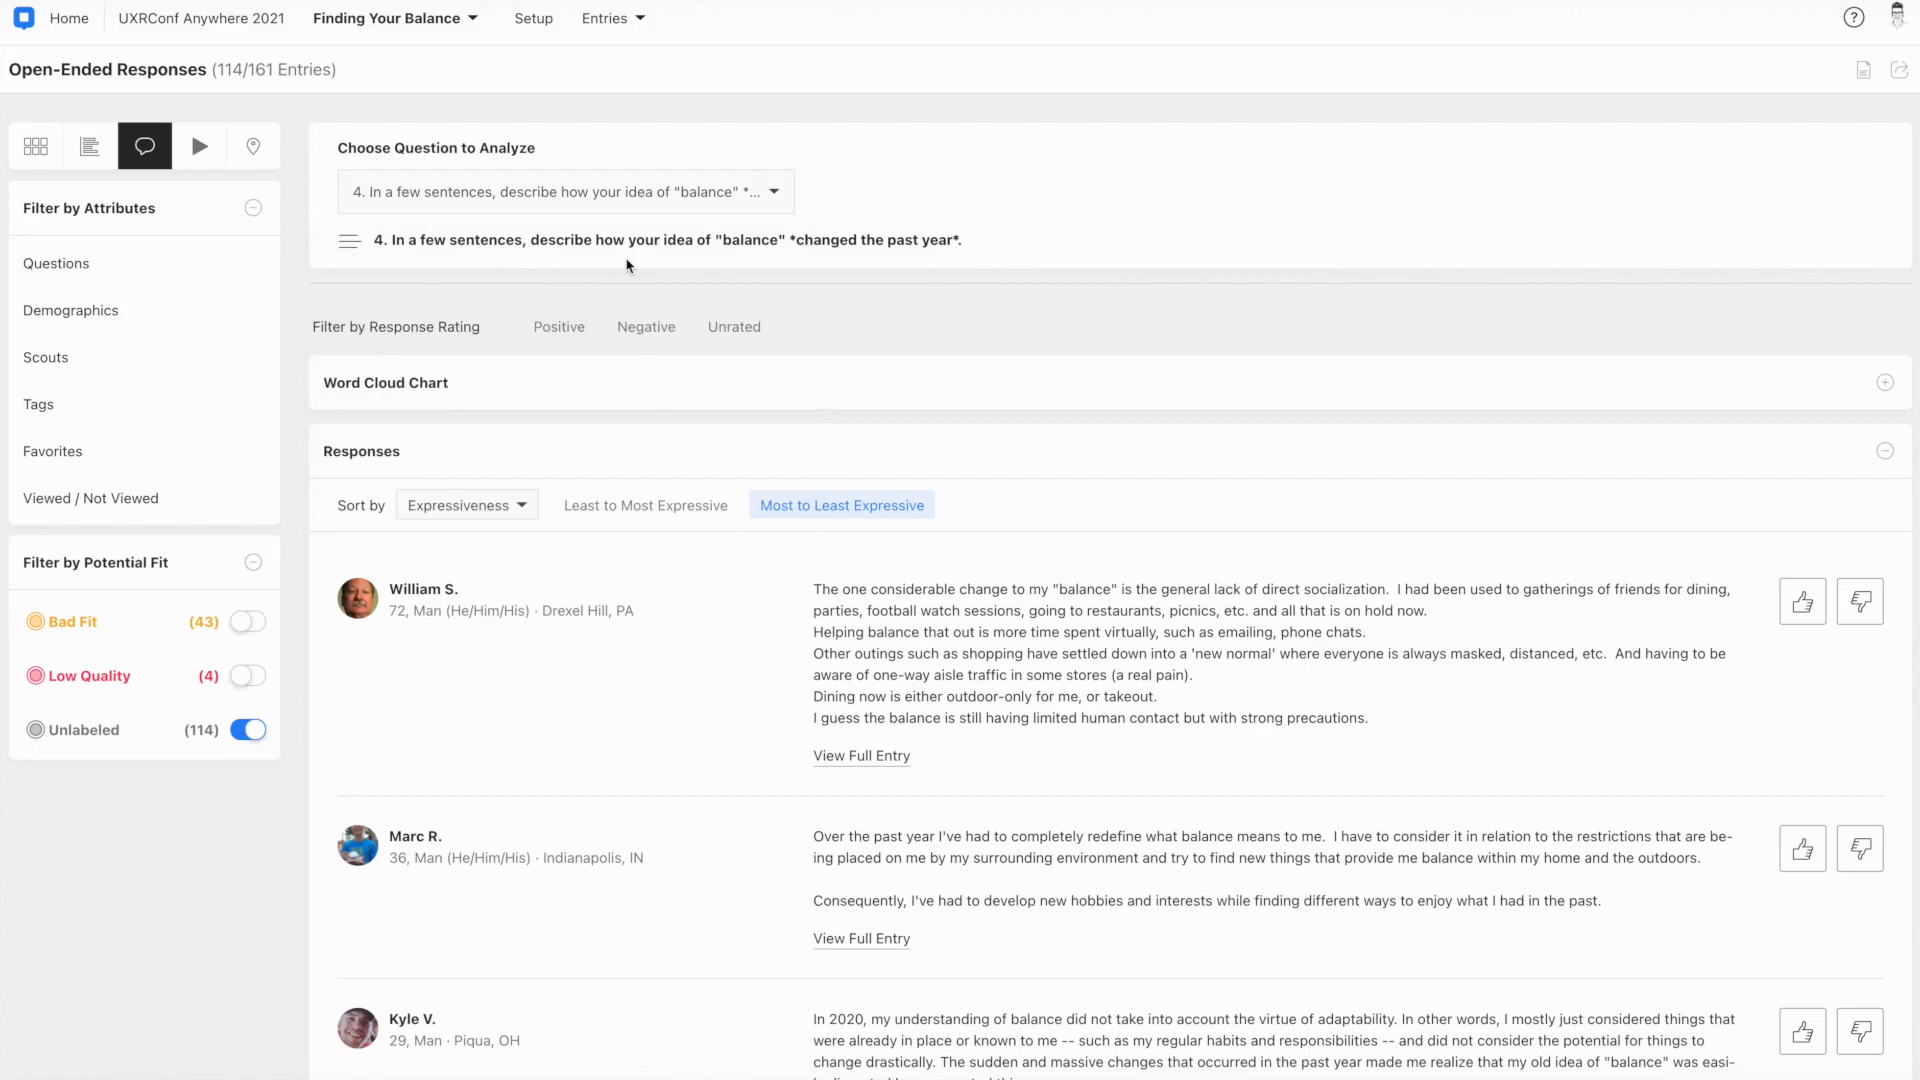 Home
UXRConf Anywhere 2021
Finding Your Balance
Setup
Entries
Open-Ended Responses (114/161 Entries)
Filter by Attributes
Questions
Demographics
Scouts
Tags
Favorites
Viewed / Not Viewed
Filter by Potential Fit
Bad Fit (43)
Low Quality (4)
Unlabeled (114)
Choose Question to Analyze
4. In a few sentences, describe how your idea of "balance" *...
4. In a few sentences, describe how your idea of "balance" *changed the past year*.
Filter by Response Rating Positive Negative Unrated
Word Cloud Chart
Responses
Sort by Expressiveness Least to Most Expressive Most to Least Expressive
William S.
72, Man (He/Him/His) · Drexel Hill, PA
The one considerable change to my "balance" is the general lack of direct socialization.  I had been used to gatherings of friends for dining,
parties, football watch sessions, going to restaurants, picnics, etc. and all that is on hold now.
Helping balance that out is more time spent virtually, such as emailing, phone chats.
Other outings such as shopping have settled down into a 'new normal' where everyone is always masked, distanced, etc.  And having to be
aware of one-way aisle traffic in some stores (a real pain).
Dining now is either outdoor-only for me, or takeout.
I guess the balance is still having limited human contact but with strong precautions.
View Full Entry
Marc R.
36, Man (He/Him/His) · Indianapolis, IN
Over the past year I've had to completely redefine what balance means to me.  I have to consider it in relation to the restrictions that are be-
ing placed on me by my surrounding environment and try to find new things that provide me balance within my home and the outdoors.
Consequently, I've had to develop new hobbies and interests while finding different ways to enjoy what I had in the past.
View Full Entry
Kyle V.
29, Man · Piqua, OH
In 2020, my understanding of balance did not take into account the virtue of adaptability. In other words, I mostly just considered things that
were already in place or known to me -- such as my regular habits and responsibilities -- and did not consider the potential for things to
change drastically. The sudden and massive changes that occurred in the past year made me realize that my old idea of "balance" was easi-